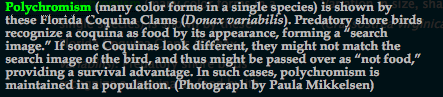 Polychromism (many color forms in a single species) is shown by
these Florida Coquina Clams (Donax variabilis). Predatory shore birds
recognize a coquina as food by its appearance, forming a “search
image.” If some Coquinas look different, they might not match the
search image of the bird, and thus might be passed over as “not food,”
providing a survival advantage. In such cases, polychromism is
maintained in a population. (Photograph by Paula Mikkelsen)